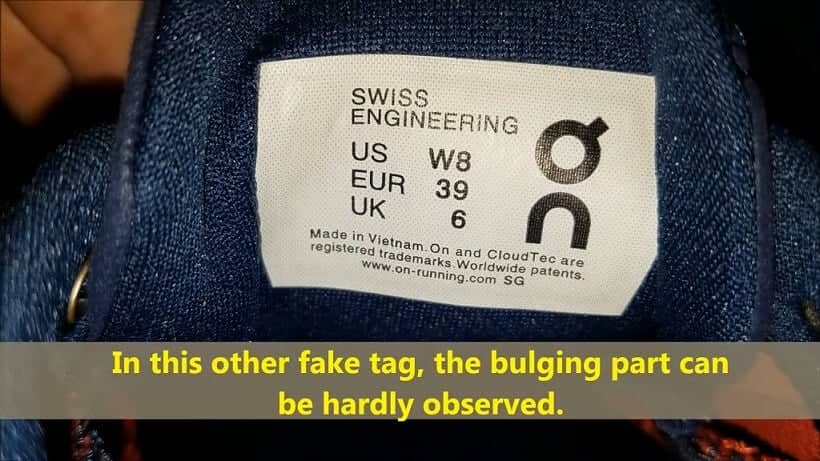 SWISS
ENGINEERING
US W8
EUR 39
UK 6
Made in Vietnam.On and CloudTec are
registered trademarks.Worldwide patents.
www.on-running.com SG
In this other fake tag, the bulging part can
be hardly observed.